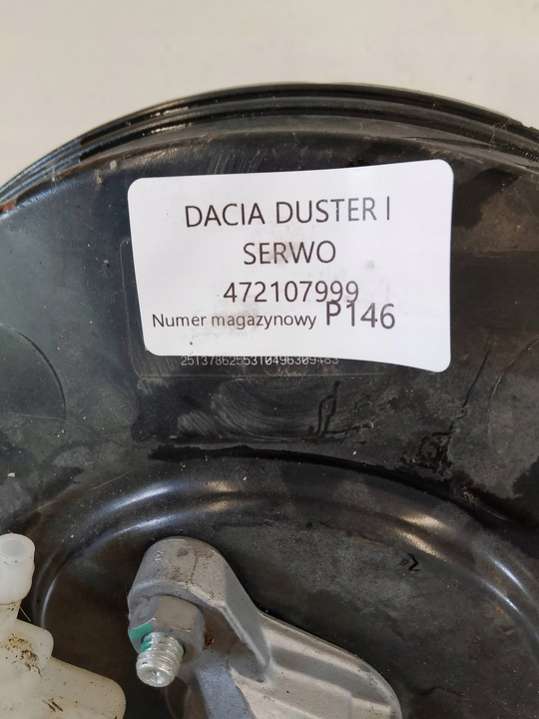 DACIA DUSTER I
SERWO
472107999
Numer magazynowy P146